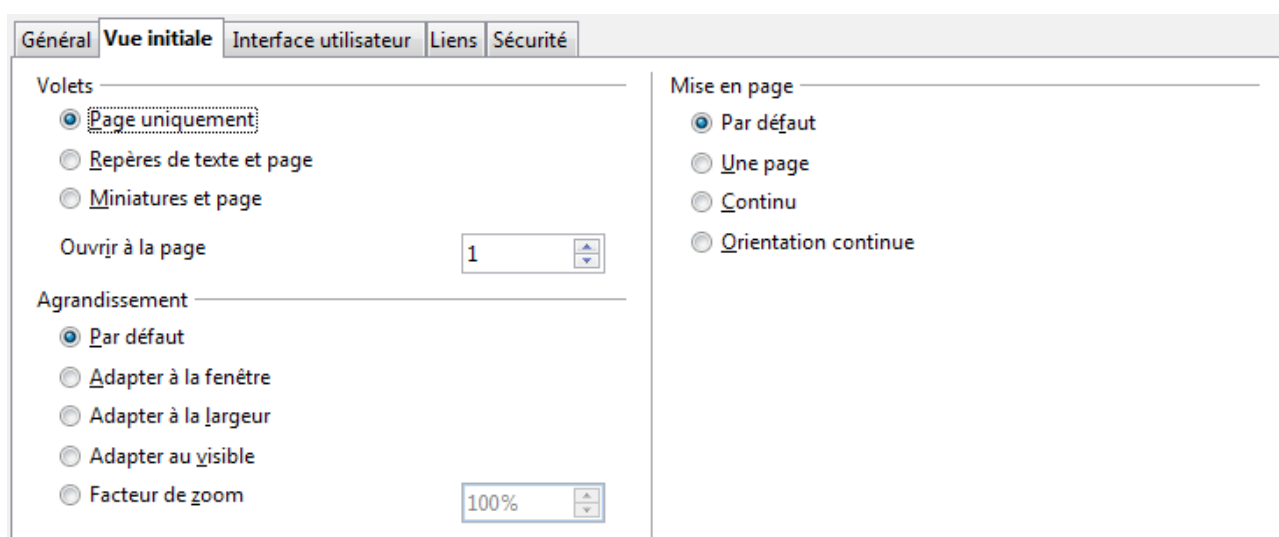 Général Vue initiale Interface utilisateur Liens Sécurité
Volets
Page uniquement
Repères de texte et page
Miniatures et page
Ouvrir à la page 1
Agrandissement
Par défaut
Adapter à la fenêtre
Adapter à la largeur
Adapter au visible
Facteur de zoom 100%
Mise en page
Par défaut
Une page
Continu
Orientation continue